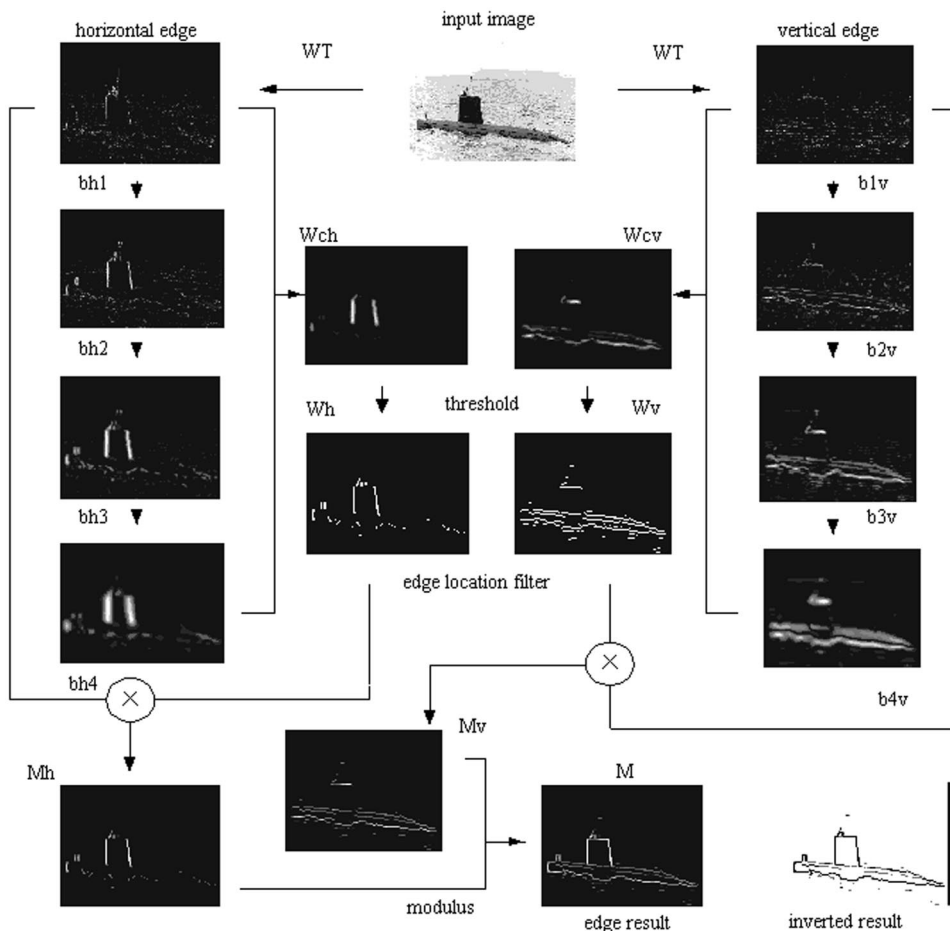 input image
horizontal edge
vertical edge
WT
WT
bh1
b1v
Wch
Wcv
bh2
b2v
Wh
threshold
Wv
bh3
b3v
edge location filter
bh4
b4v
Mv
Mh
M
modulus
edge result
inverted result